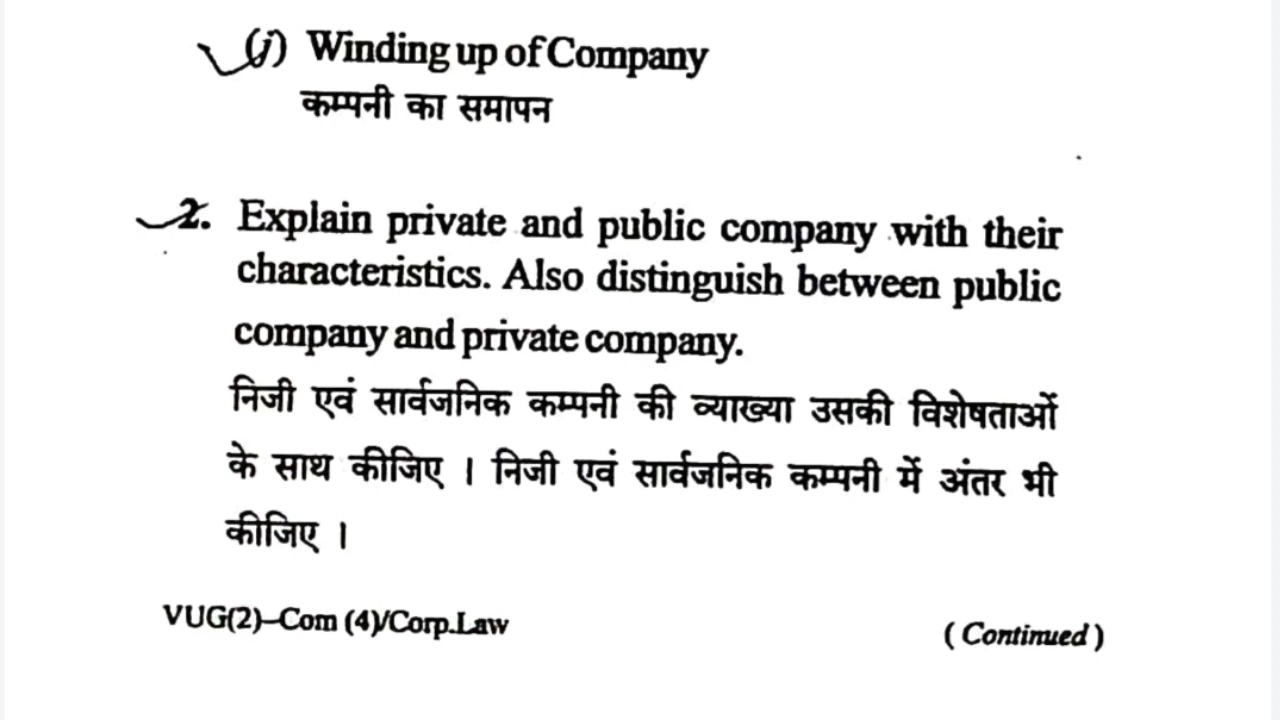 (j) Winding up of Company
कम्पनी का समापन
2. Explain private and public company with their
characteristics. Also distinguish between public
company and private company.
निजी एवं सार्वजनिक कम्पनी की व्याख्या उसकी विशेषताओं
के साथ कीजिए । निजी एवं सार्वजनिक कम्पनी में अंतर भी
कीजिए ।
VUG(2)–Com (4)/Corp.Law
(Continued)